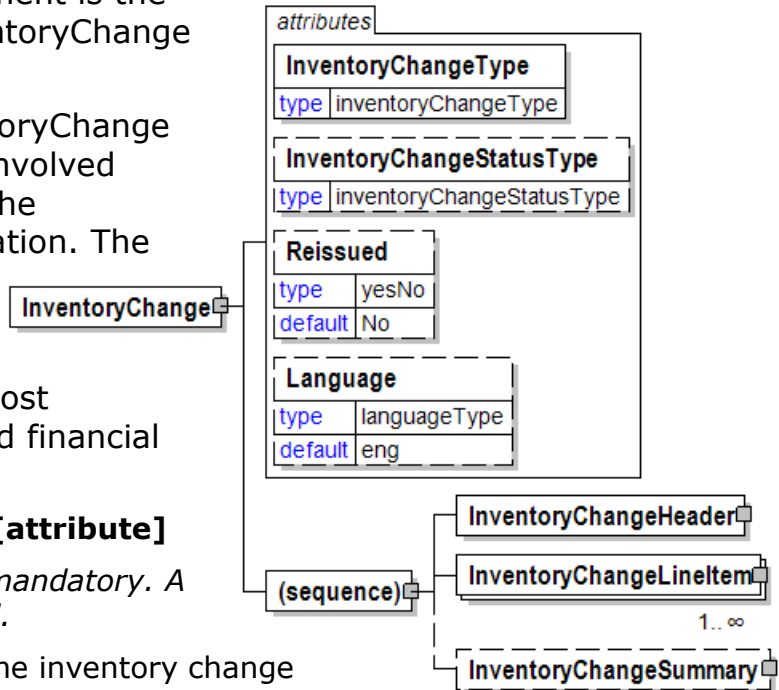 ment is the
ntoryChange
toryChange
nvolved
he
ation. The
ost
d financial
[attribute]
mandatory. A
he inventory change
attributes
InventoryChangeType
type inventoryChangeType
InventoryChangeStatusType
type inventoryChangeStatusType
Reissued
type yesNo
default No
Language
type languageType
default eng
InventoryChange
(sequence)
InventoryChangeHeader
InventoryChangeLineItem
1.. ∞
InventoryChangeSummary